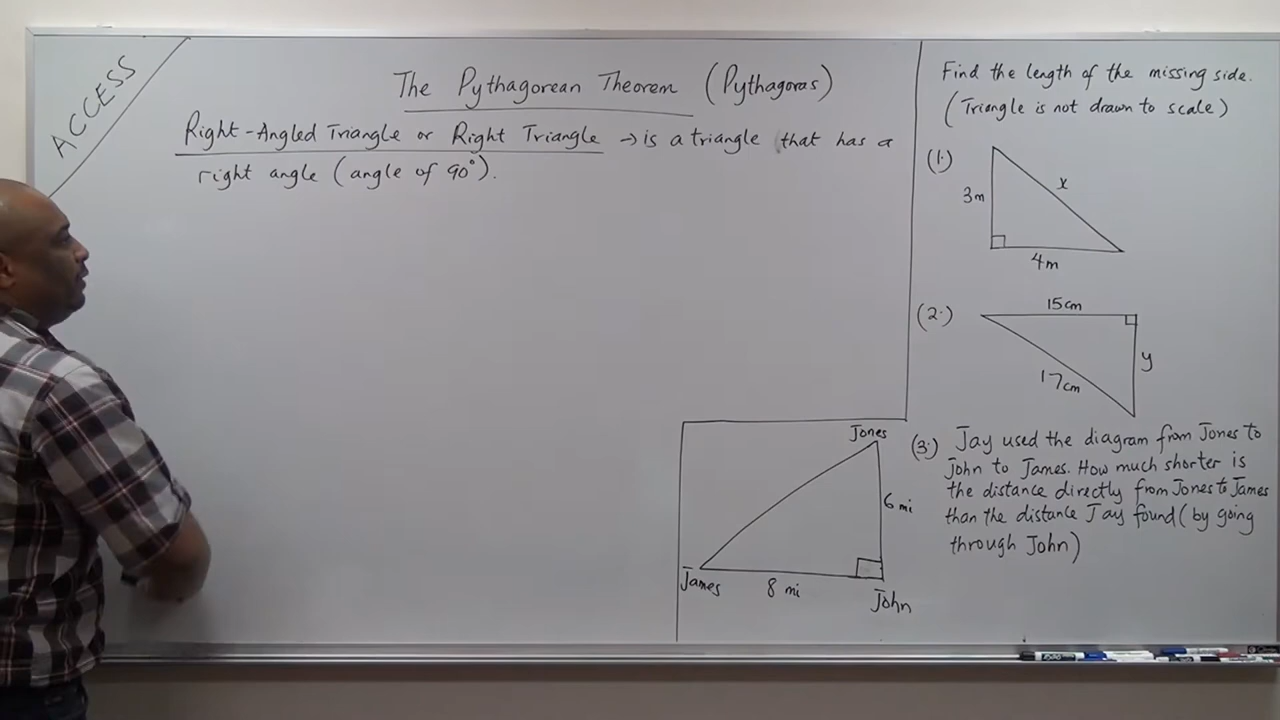 ACCESS
The Pythagorean Theorem (Pythagoras)
Right-Angled Triangle or Right Triangle → is a triangle that has a
right angle (angle of 90°).
Find the length of the missing side.
(Triangle is not drawn to scale)
(1.)
3m
x
4m
(2.)
15cm
y
17cm
(3.) Jay used the diagram from Jones to
John to James. How much shorter is
the distance directly from Jones to James
than the distance Jay found (by going
through John)
Jones
6 mi
James
8 mi
John